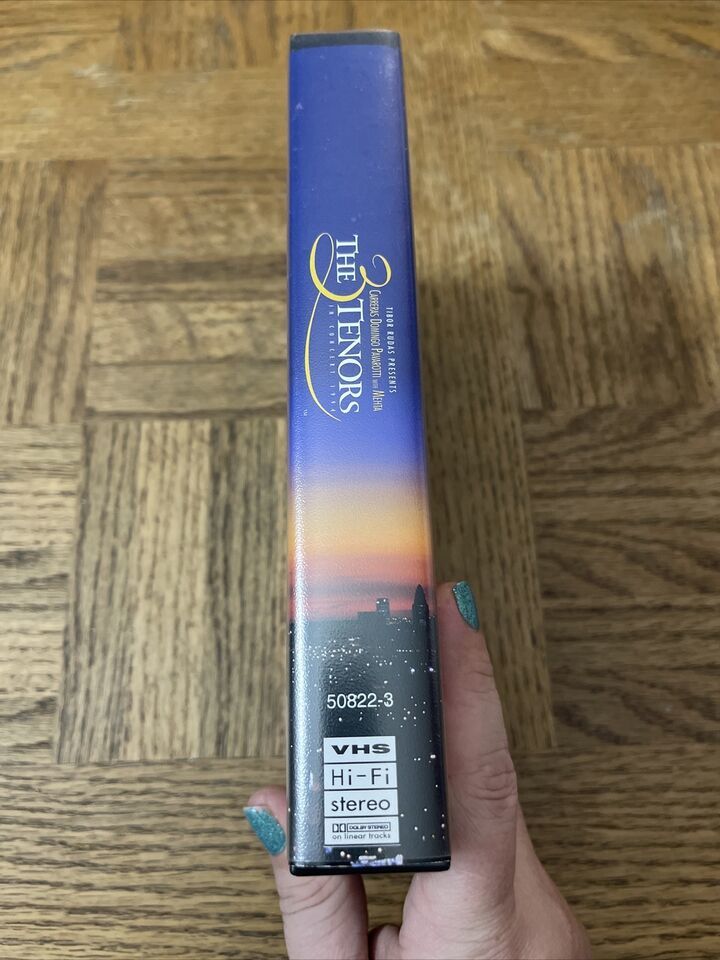 TIBOR RUDAS PRESENTS
CARRERAS DOMINGO PAVAROTTI WITH MEHTA
THE 3 TENORS
IN CONCERT 1994
TM
50822-3
VHS
Hi-Fi
stereo
DOLBY STEREO
on linear tracks